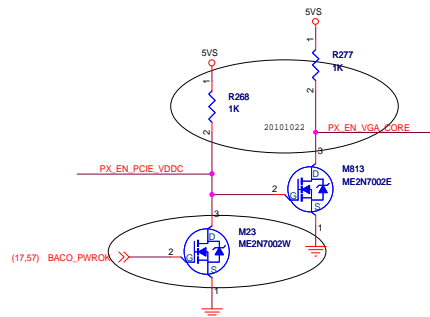 5VS
1
R277
1K
2
5VS
1
R268
1K
2
20101022
PX_EN_VGA_CORE
3
PX_EN_PCIE_VDDC
D
M813
ME2N7002E
2
G
S
1
3
D
M23
ME2N7002W
(17,57) BACO_PWROK
2
G
S
1